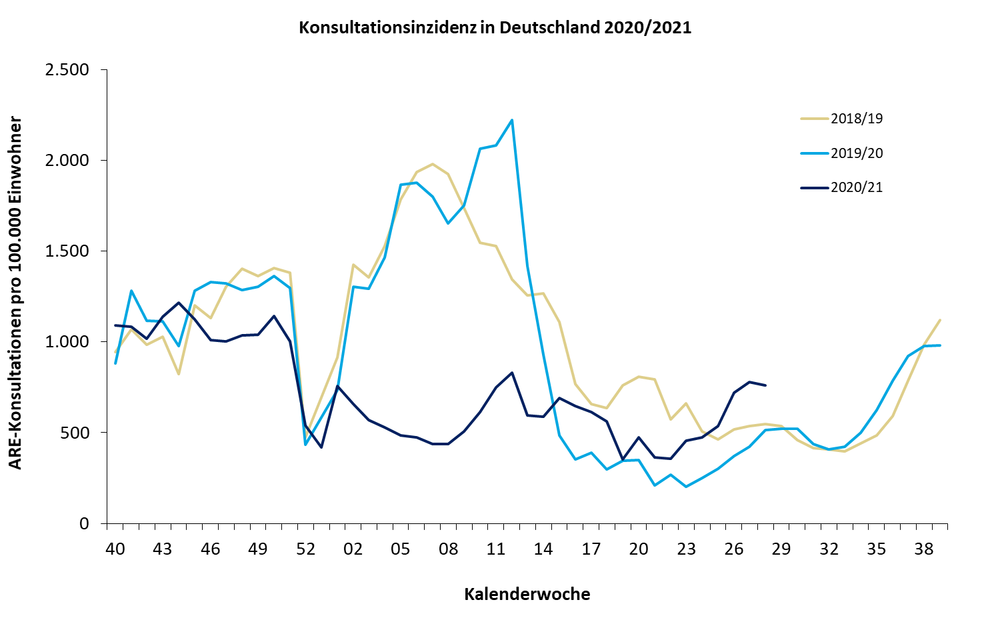 Konsultationsinzidenz in Deutschland 2020/2021
ARE-Konsultationen pro 100.000 Einwohner
2.500
2.000
1.500
1.000
500
0
2018/19
2019/20
2020/21
40 43 46 49 52 02 05 08 11 14 17 20 23 26 29 32 35 38
Kalenderwoche